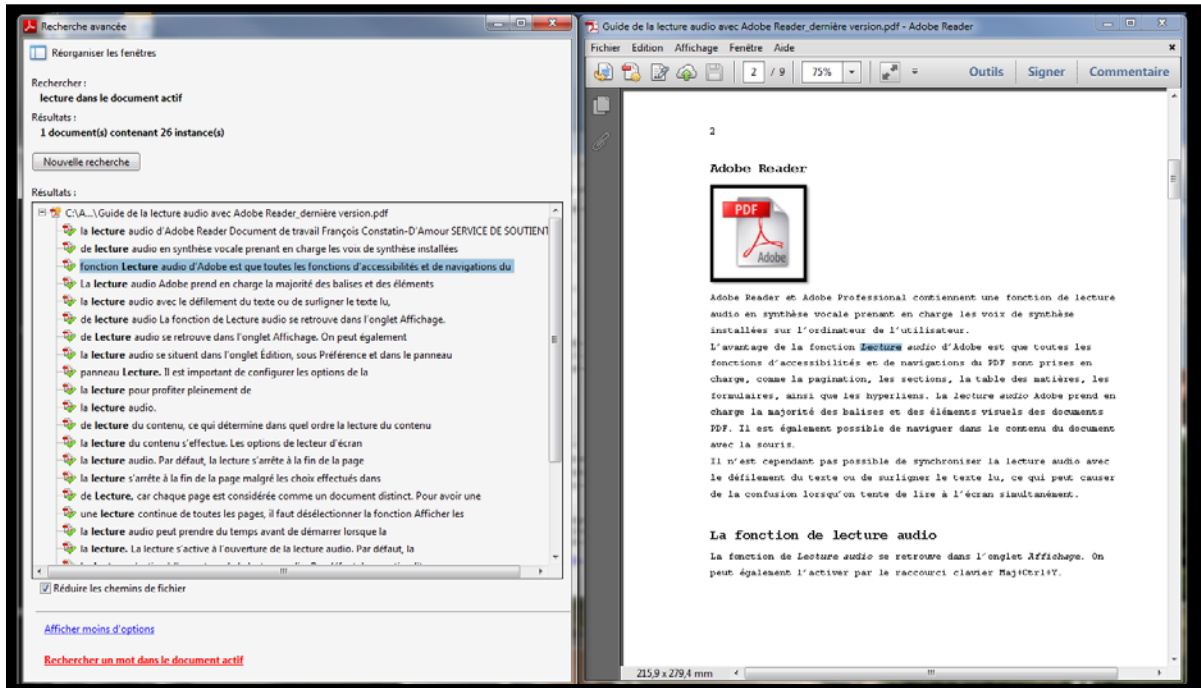 Recherche avancée
Réorganiser les fenêtres
Rechercher :
lecture dans le document actif
Résultats :
1 document(s) contenant 26 instance(s)
Nouvelle recherche
Résultats :
C:\A...\Guide de la lecture audio avec Adobe Reader_dernière version.pdf
la lecture audio d'Adobe Reader Document de travail François Constatin-D'Amour SERVICE DE SOUTIENT
de lecture audio en synthèse vocale prenant en charge les voix de synthèse installées
fonction Lecture audio d'Adobe est que toutes les fonctions d'accessibilités et de navigations du
La lecture audio Adobe prend en charge la majorité des balises et des éléments
la lecture audio avec le défilement du texte ou de surligner le texte lu,
de lecture audio La fonction de Lecture audio se retrouve dans l'onglet Affichage.
de Lecture audio se retrouve dans l'onglet Affichage. On peut également
la lecture audio se situent dans l'onglet Édition, sous Préférence et dans le panneau
panneau Lecture. Il est important de configurer les options de la
la lecture pour profiter pleinement de
la lecture audio.
de lecture du contenu, ce qui détermine dans quel ordre la lecture du contenu
la lecture du contenu s'effectue. Les options de lecteur d'écran
la lecture audio. Par défaut, la lecture s'arrête à la fin de la page
la lecture s'arrête à la fin de la page malgré les choix effectués dans
de Lecture, car chaque page est considérée comme un document distinct. Pour avoir une
une lecture continue de toutes les pages, il faut désélectionner la fonction Afficher les
la lecture audio peut prendre du temps avant de démarrer lorsque la
la lecture. La lecture s'active à l'ouverture de la lecture audio. Par défaut, la
Réduire les chemins de fichier
Afficher moins d'options
Rechercher un mot dans le document actif
Guide de la lecture audio avec Adobe Reader_dernière version.pdf - Adobe Reader
Fichier Edition Affichage Fenêtre Aide
2 / 9 75% Outils Signer Commentaire
2
Adobe Reader
PDF
Adobe
Adobe Reader et Adobe Professional contiennent une fonction de lecture
audio en synthèse vocale prenant en charge les voix de synthèse
installées sur l'ordinateur de l'utilisateur.
L'avantage de la fonction Lecture audio d'Adobe est que toutes les
fonctions d'accessibilités et de navigations du PDF sont prises en
charge, comme la pagination, les sections, la table des matières, les
formulaires, ainsi que les hyperliens. La lecture audio Adobe prend en
charge la majorité des balises et des éléments visuels des documents
PDF. Il est également possible de naviguer dans le contenu du document
avec la souris.
Il n'est cependant pas possible de synchroniser la lecture audio avec
le défilement du texte ou de surligner le texte lu, ce qui peut causer
de la confusion lorsqu'on tente de lire à l'écran simultanément.
La fonction de lecture audio
La fonction de Lecture audio se retrouve dans l'onglet Affichage. On
peut également l'activer par le raccourci clavier Maj+Ctrl+Y.
215,9 x 279,4 mm